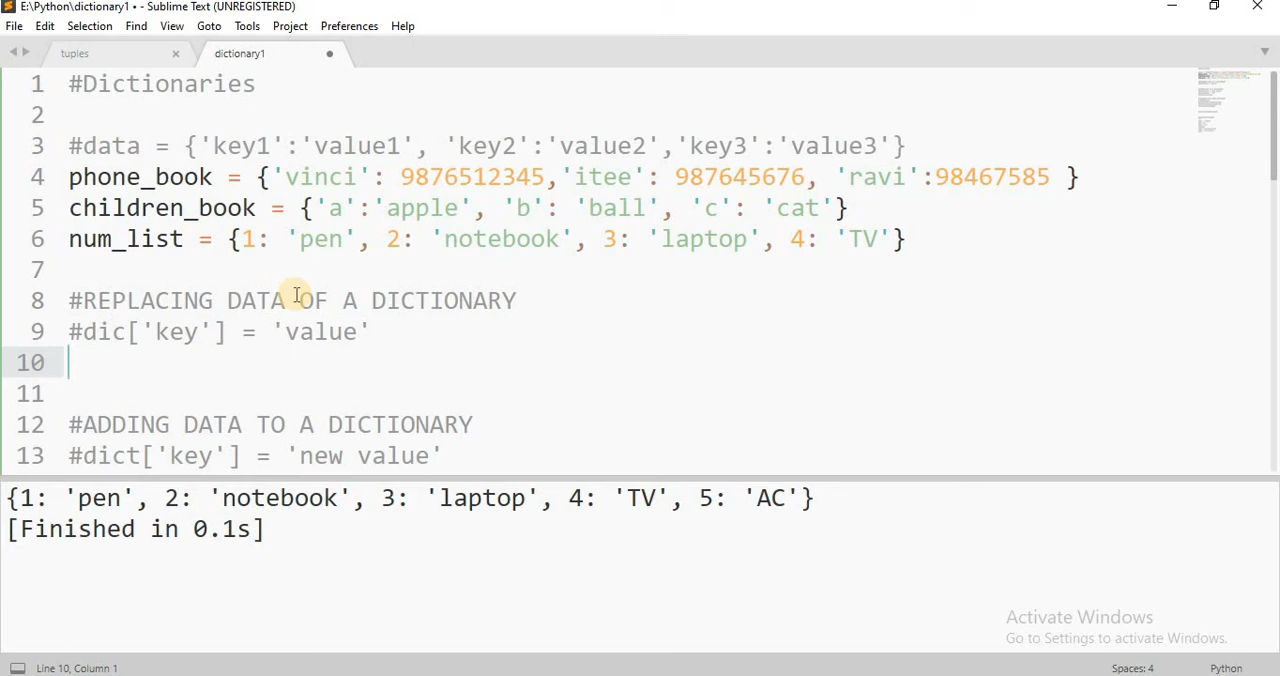 E:\Python\dictionary1 • - Sublime Text (UNREGISTERED)
File Edit Selection Find View Goto Tools Project Preferences Help
tuples dictionary1
1 #Dictionaries
2
3 #data = {'key1':'value1', 'key2':'value2','key3':'value3'}
4 phone_book = {'vinci': 9876512345,'itee': 987645676, 'ravi':98467585 }
5 children_book = {'a':'apple', 'b': 'ball', 'c': 'cat'}
6 num_list = {1: 'pen', 2: 'notebook', 3: 'laptop', 4: 'TV'}
7
8 #REPLACING DATA OF A DICTIONARY
9 #dic['key'] = 'value'
10
11
12 #ADDING DATA TO A DICTIONARY
13 #dict['key'] = 'new value'
{1: 'pen', 2: 'notebook', 3: 'laptop', 4: 'TV', 5: 'AC'}
[Finished in 0.1s]
Activate Windows
Go to Settings to activate Windows.
Line 10, Column 1 Spaces: 4 Python